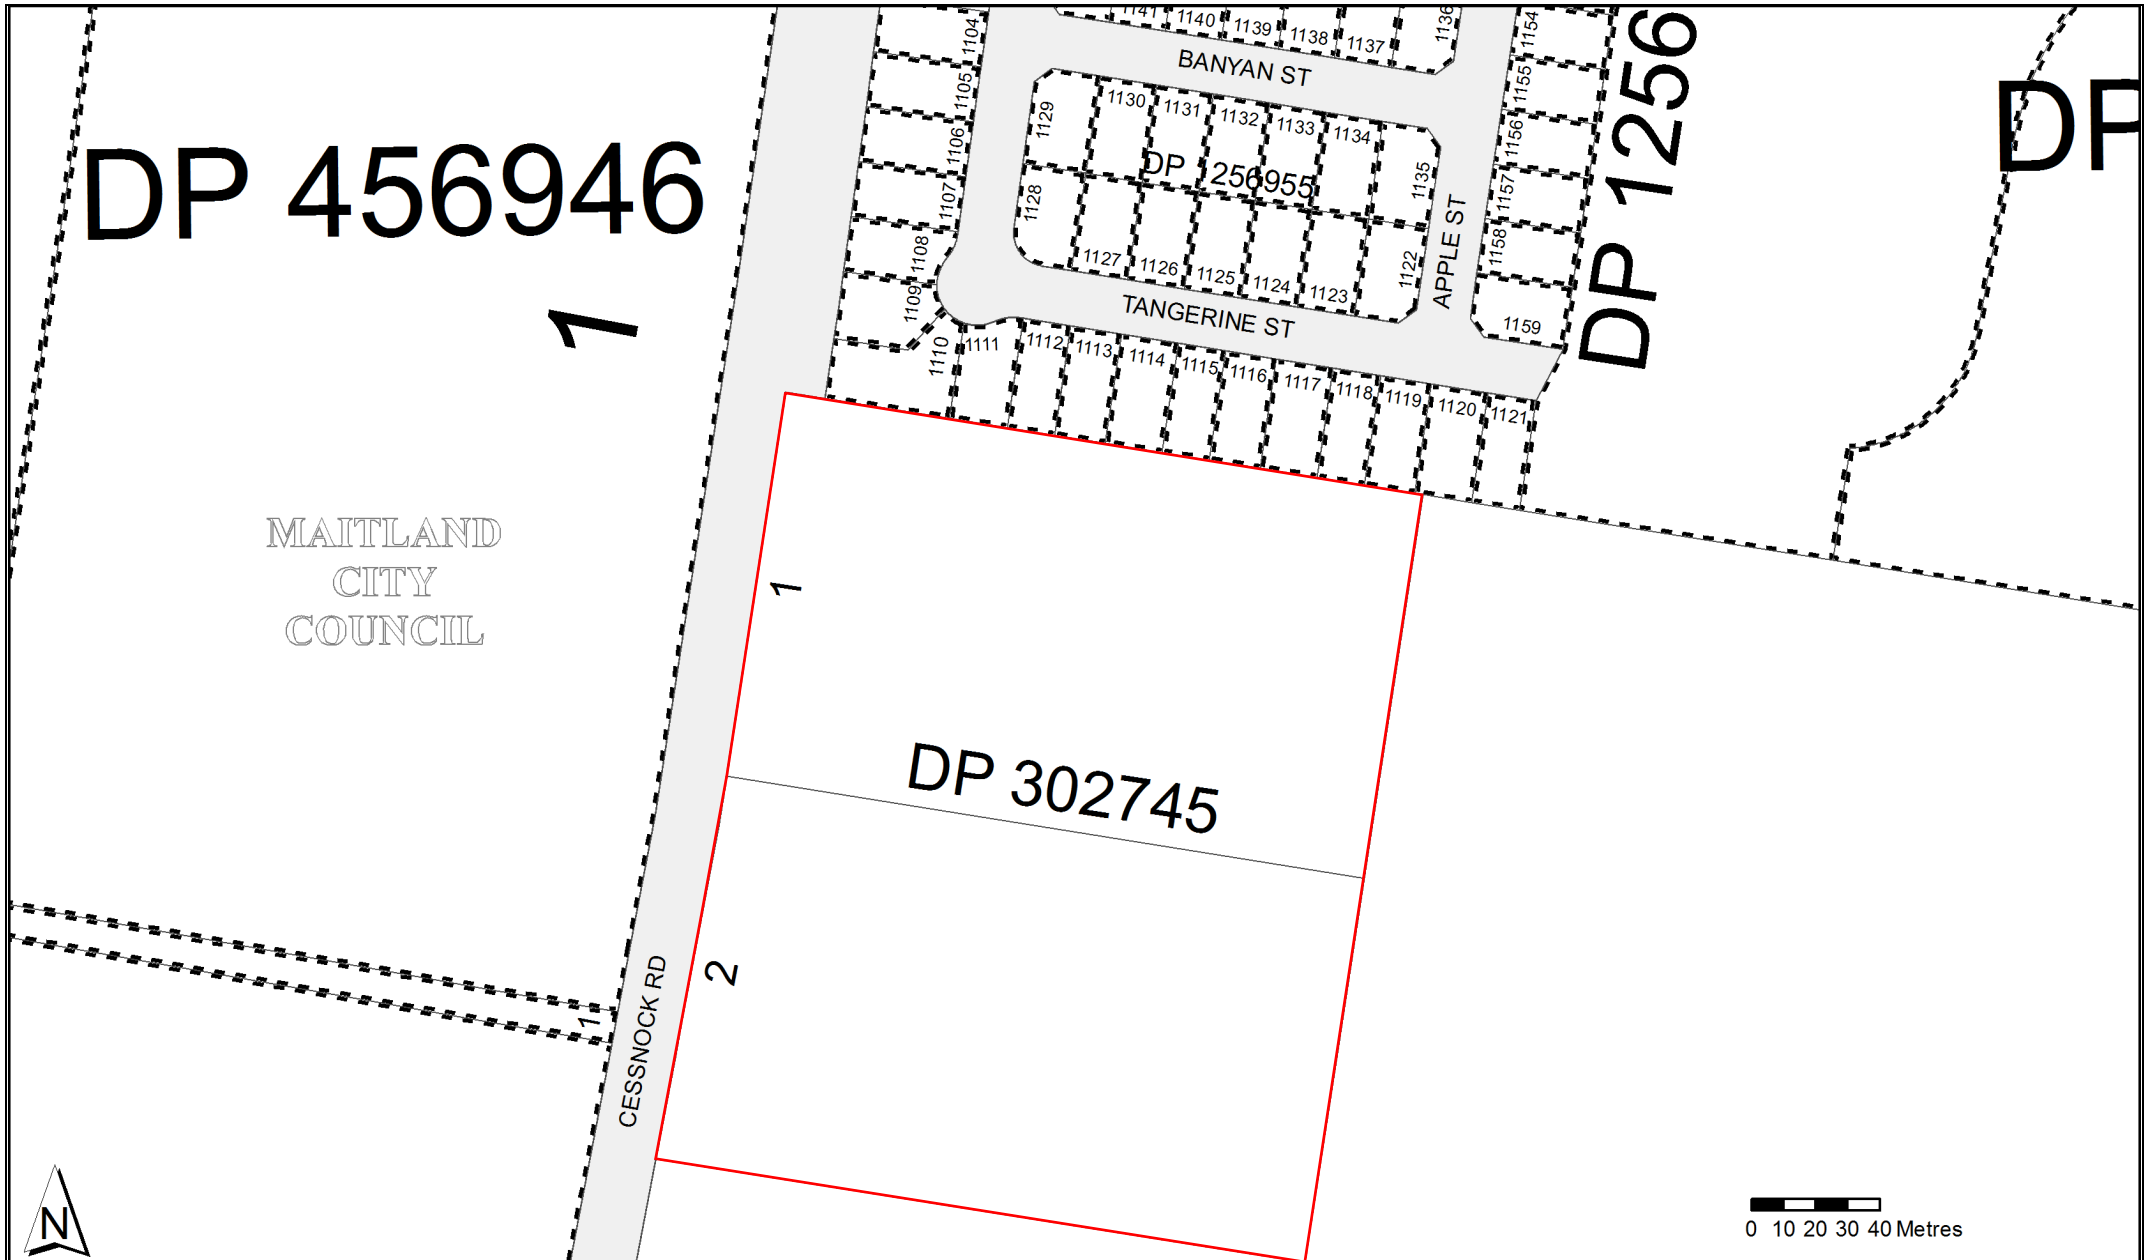 1141 1140 1139 1138 1137 1136
1104
1154
BANYAN ST
DP 1256
DP
1105
1155
1129 1130 1131 1132 1133 1134
1106
1156
DP 456946
DP 1256955
1135
1107
1128
1157
1108
1158
APPLE ST
1127 1126 1125 1124 1123 1122
1109
TANGERINE ST
1159
1
1110 1111 1112 1113 1114 1115 1116 1117 1118 1119 1120 1121
MAITLAND
CITY
COUNCIL
1
DP 302745
2
1
CESSNOCK RD
N
0 10 20 30 40 Metres